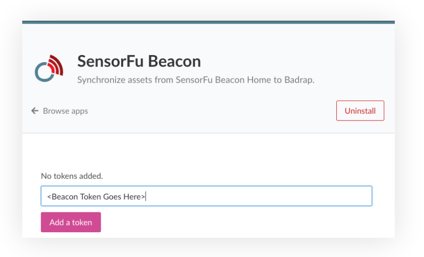 SensorFu Beacon
Synchronize assets from SensorFu Beacon Home to Badrap.
← Browse apps
Uninstall
No tokens added.
<Beacon Token Goes Here>
Add a token